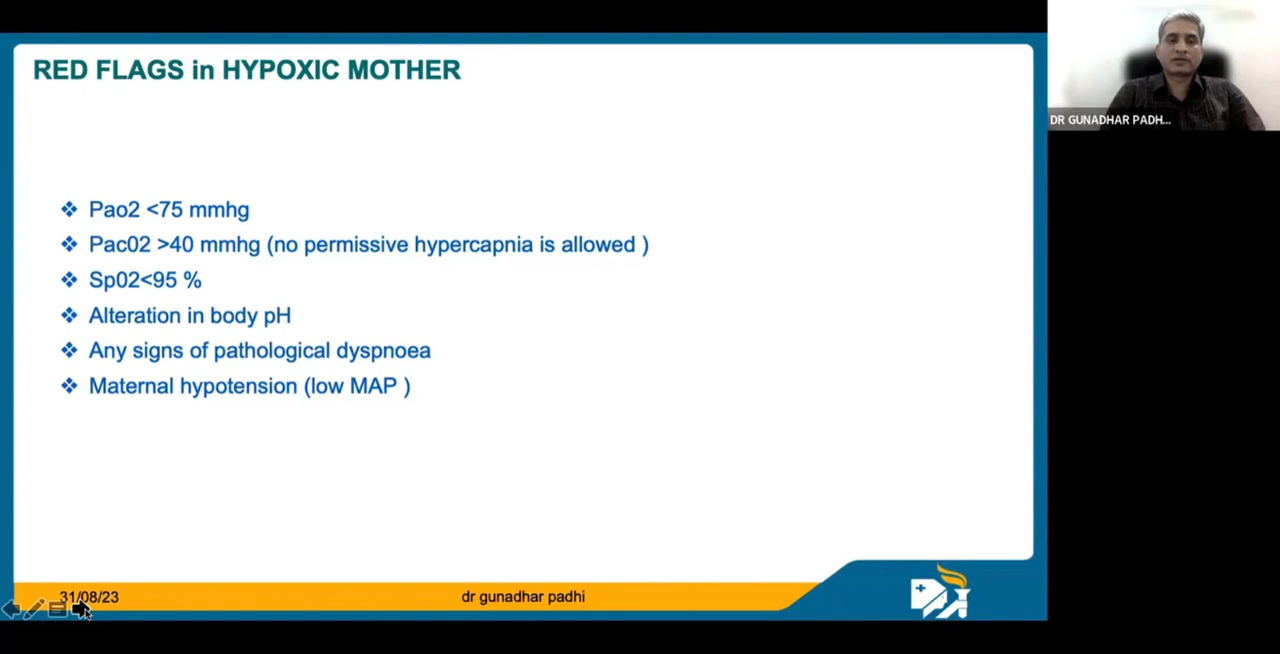 RED FLAGS in HYPOXIC MOTHER
DR GUNADHAR PADH...
❖ Pao2 <75 mmhg
❖ Pac02 >40 mmhg (no permissive hypercapnia is allowed )
❖ Sp02<95 %
❖ Alteration in body pH
❖ Any signs of pathological dyspnoea
❖ Maternal hypotension (low MAP )
31/08/23
dr gunadhar padhi